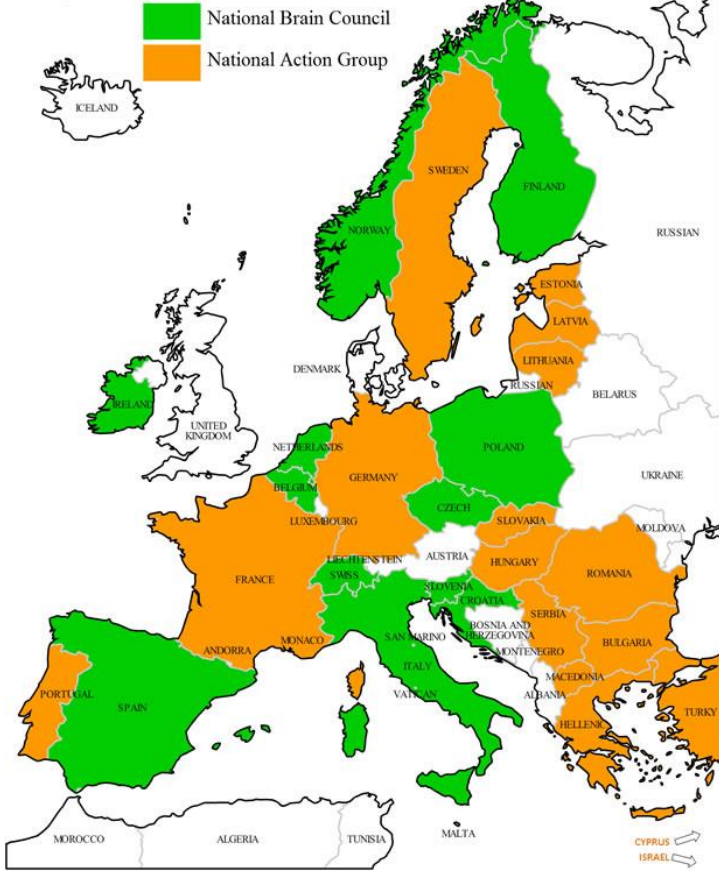 National Brain Council
National Action Group
ICELAND
SWEDEN
FINLAND
NORWAY
RUSSIAN
ESTONIA
LATVIA
LITHUANIA
DENMARK
RUSSIAN
BELARUS
IRELAND
UNITED
KINGDOM
NETHERLANDS
POLAND
GERMANY
UKRAINE
BELGIUM
CZECH
LUXEMBOURG
SLOVAKIA
MOLDOVA
LIECHTENSTEIN
AUSTRIA
HUNGARY
SWISS
ROMANIA
FRANCE
SLOVENIA
CROATIA
SERBIA
BOSNIA AND
HERZEGOVINA
MONACO
SAN MARINO
BULGARIA
ANDORRA
MONTENEGRO
ITALY
MACEDONIA
PORTUGAL
VATICAN
ALBANIA
SPAIN
TURKY
HELLENIC
MALTA
MOROCCO
ALGERIA
TUNISIA
CYPRUS
ISRAEL